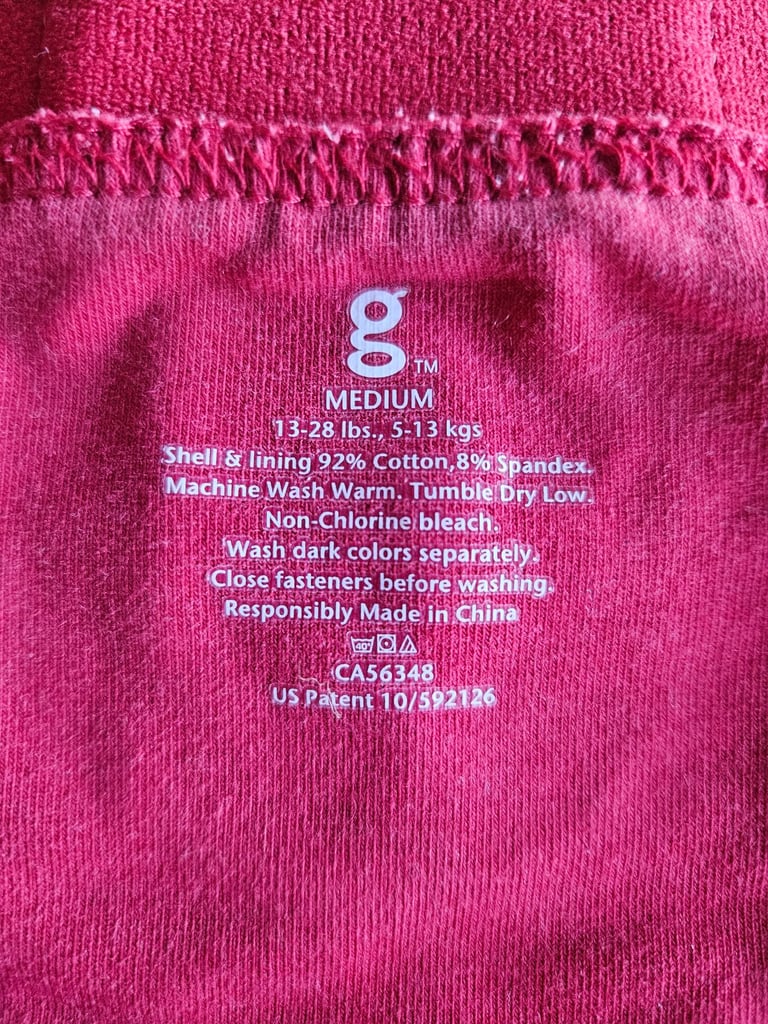 g™
MEDIUM
13-28 lbs., 5-13 kgs
Shell & lining 92% Cotton,8% Spandex.
Machine Wash Warm. Tumble Dry Low.
Non-Chlorine bleach.
Wash dark colors separately.
Close fasteners before washing.
Responsibly Made in China
40°
CA56348
US Patent 10/592126